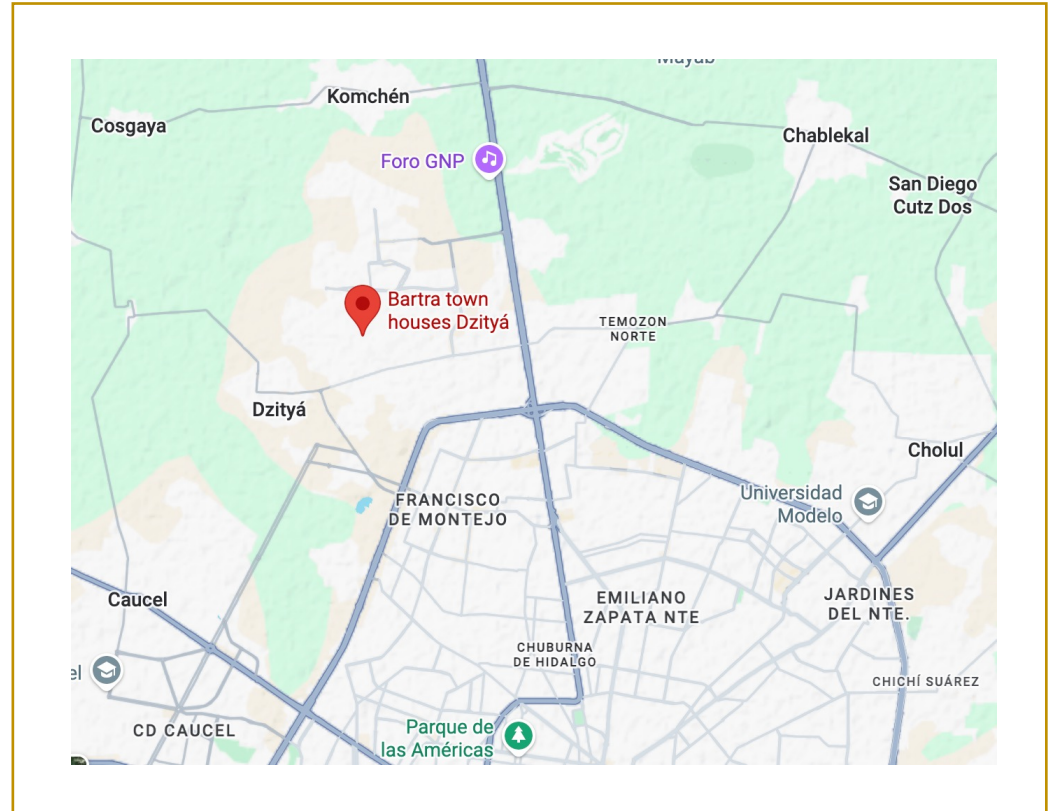 Komchén
Cosgaya
Chablekal
Foro GNP
San Diego
Cutz Dos
Bartra town
houses Dzityá
TEMOZON
NORTE
Dzityá
Cholul
FRANCISCO
DE MONTEJO
Universidad
Modelo
Caucel
EMILIANO
ZAPATA NTE
JARDINES
DEL NTE.
CHUBURNA
DE HIDALGO
el
CHICHÍ SUÁREZ
CD CAUCEL
Parque de
las Américas